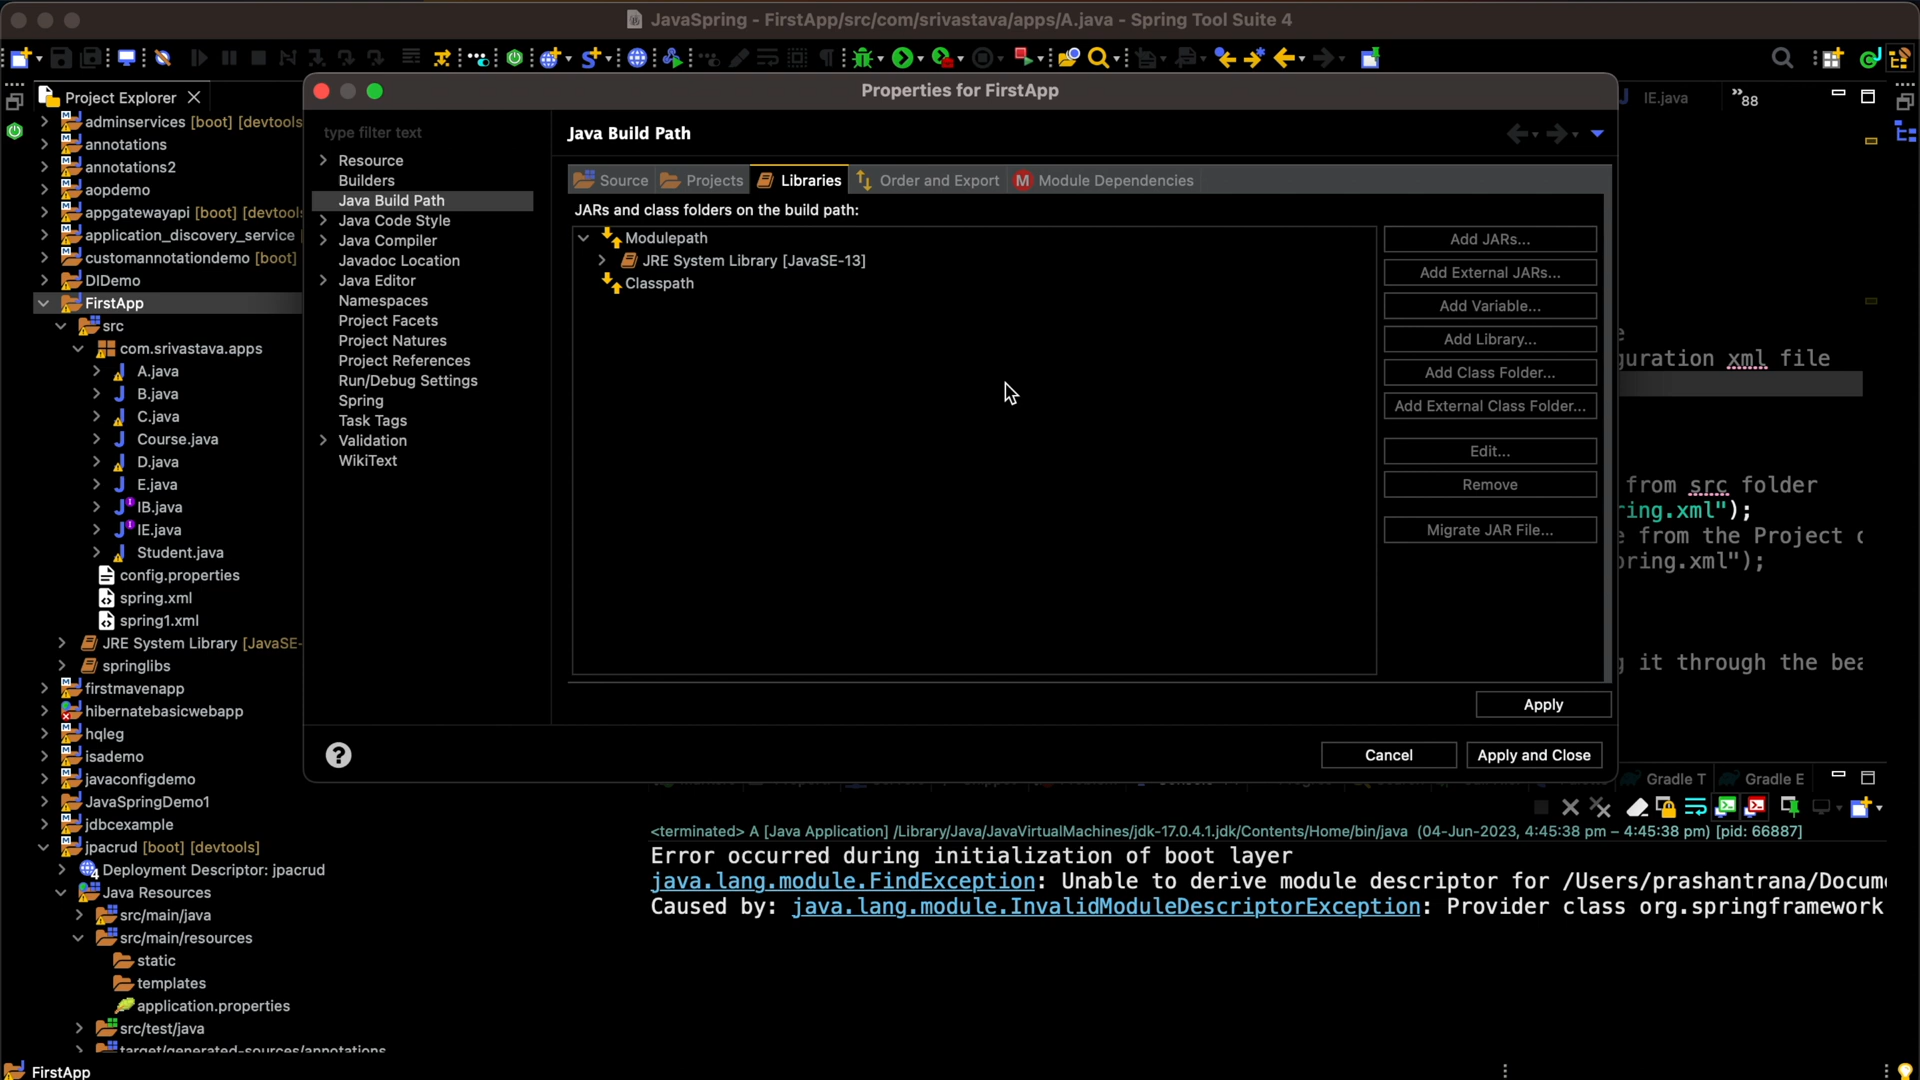 JavaSpring - FirstApp/src/com/srivastava/apps/A.java - Spring Tool Suite 4
Project Explorer
IE.java
88
adminservices [boot] [devtools
annotations
annotations2
aopdemo
appgatewayapi [boot] [devtools
application_discovery_service
customannotationdemo [boot]
DIDemo
FirstApp
src
com.srivastava.apps
A.java
B.java
C.java
Course.java
D.java
E.java
IB.java
IE.java
Student.java
config.properties
spring.xml
spring1.xml
JRE System Library [JavaSE-
springlibs
firstmavenapp
hibernatebasicwebapp
hqleg
isademo
javaconfigdemo
JavaSpringDemo1
jdbcexample
jpacrud [boot] [devtools]
Deployment Descriptor: jpacrud
Java Resources
src/main/java
src/main/resources
static
templates
application.properties
src/test/java
target/generated-sources/annotations
FirstApp
Properties for FirstApp
type filter text
Resource
Builders
Java Build Path
Java Code Style
Java Compiler
Javadoc Location
Java Editor
Namespaces
Project Facets
Project Natures
Project References
Run/Debug Settings
Spring
Task Tags
Validation
WikiText
Java Build Path
Source Projects Libraries Order and Export Module Dependencies
JARs and class folders on the build path:
Modulepath
JRE System Library [JavaSE-13]
Classpath
Add JARs...
Add External JARs...
Add Variable...
Add Library...
Add Class Folder...
Add External Class Folder...
Edit...
Remove
Migrate JAR File...
Apply
Cancel Apply and Close
guration xml file
from src folder
ring.xml");
from the Project
ring.xml");
it through the bea
Gradle T Gradle E
<terminated> A [Java Application] /Library/Java/JavaVirtualMachines/jdk-17.0.4.1.jdk/Contents/Home/bin/java (04-Jun-2023, 4:45:38 pm – 4:45:38 pm) [pid: 66887]
Error occurred during initialization of boot layer
java.lang.module.FindException: Unable to derive module descriptor for /Users/prashantrana/Docume
Caused by: java.lang.module.InvalidModuleDescriptorException: Provider class org.springframework